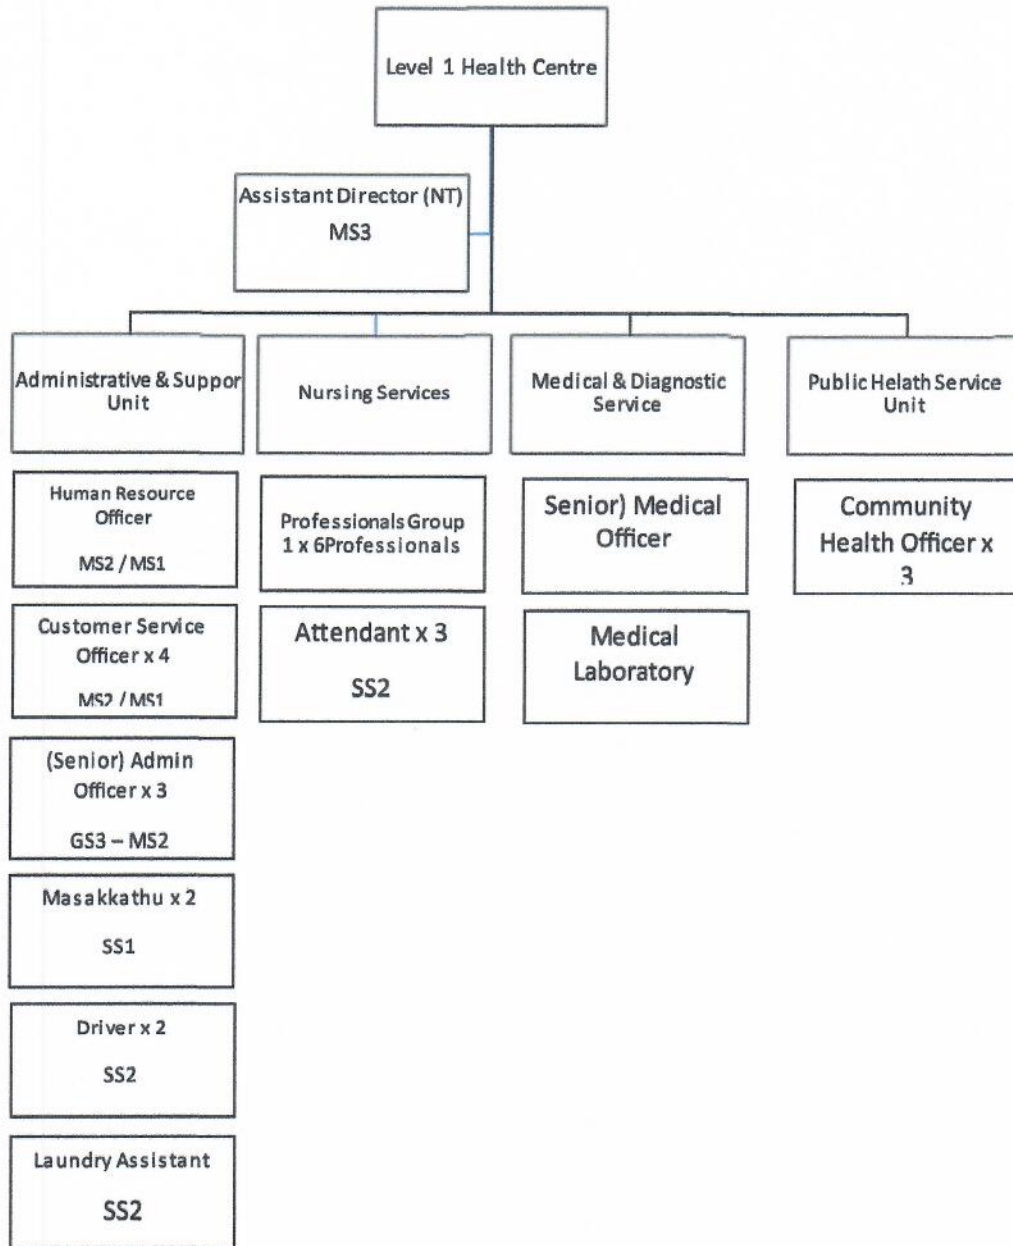 Level 1 Health Centre
Assistant Director (NT)
MS3
Administrative & Suppor
Unit
Nursing Services
Medical & Diagnostic
Service
Public Helath Service
Unit
Human Resource
Officer
MS2 / MS1
Customer Service
Officer x 4
MS2 / MS1
(Senior) Admin
Officer x 3
GS3 – MS2
Masakkathu x 2
SS1
Driver x 2
SS2
Laundry Assistant
SS2
Professionals Group
1 x 6Professionals
Attendant x 3
SS2
Senior) Medical
Officer
Medical
Laboratory
Community
Health Officer x
3